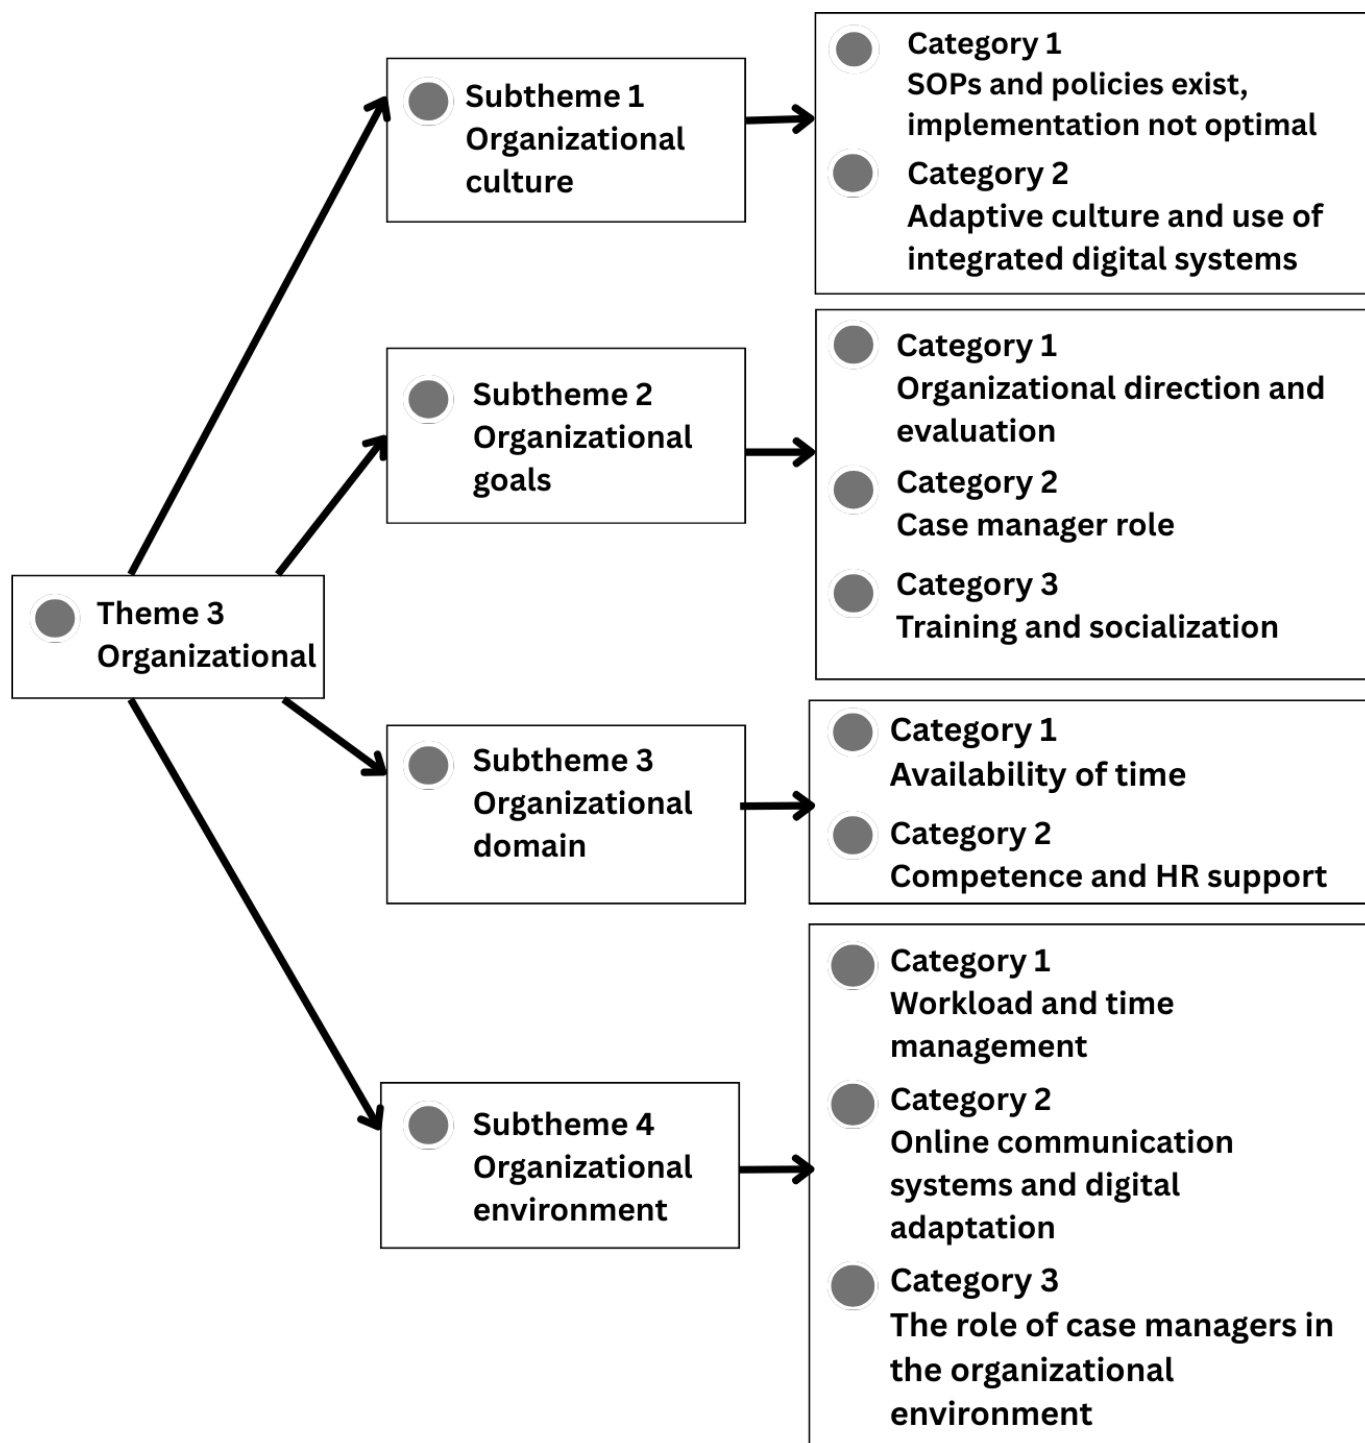 Theme 3
Organizational
Subtheme 1
Organizational
culture
Category 1
SOPs and policies exist,
implementation not optimal
Category 2
Adaptive culture and use of
integrated digital systems
Subtheme 2
Organizational
goals
Category 1
Organizational direction and
evaluation
Category 2
Case manager role
Category 3
Training and socialization
Subtheme 3
Organizational
domain
Category 1
Availability of time
Category 2
Competence and HR support
Subtheme 4
Organizational
environment
Category 1
Workload and time
management
Category 2
Online communication
systems and digital
adaptation
Category 3
The role of case managers in
the organizational
environment